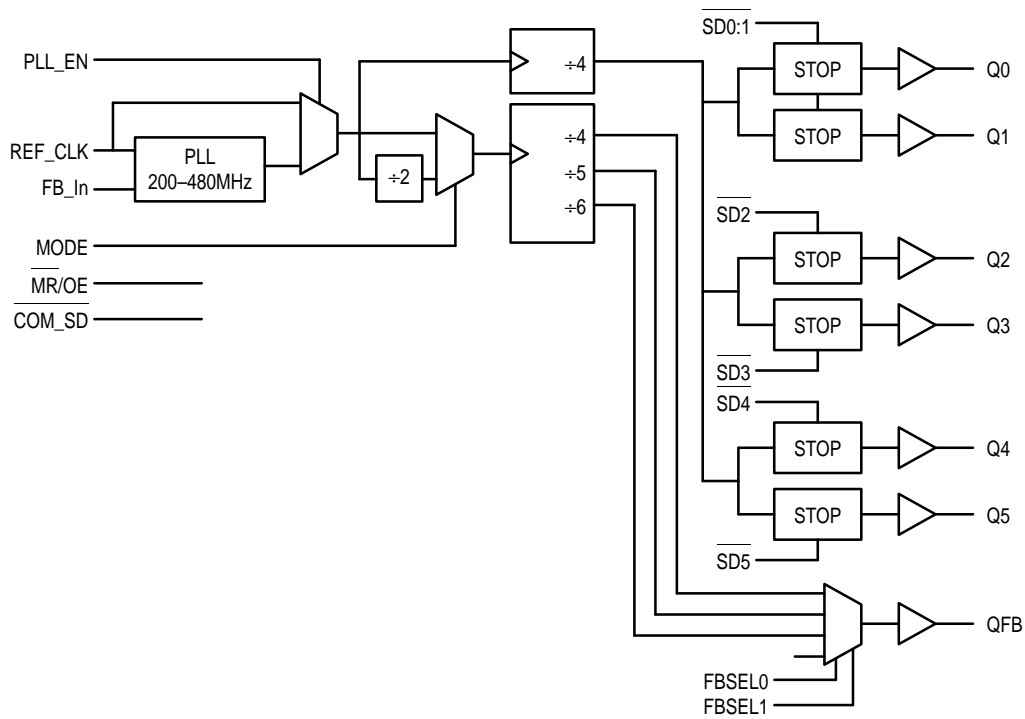 PLL_EN
REF_CLK
PLL
200–480MHz
FB_In
÷2
MODE
MR/OE
COM_SD
÷4
÷4
÷5
÷6
SD0:1
STOP
Q0
STOP
Q1
SD2
STOP
Q2
STOP
Q3
SD3
SD4
STOP
Q4
STOP
Q5
SD5
QFB
FBSEL0
FBSEL1